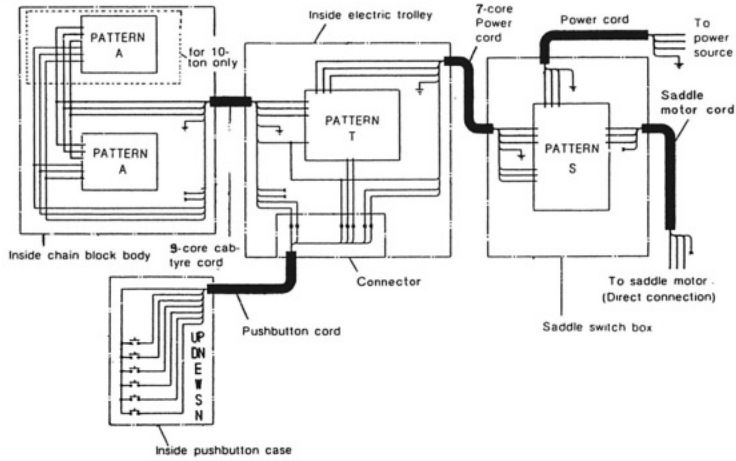 PATTERN
A
for 10-
ton only
PATTERN
A
Inside chain block body
9-core cab-
tyre cord
Inside electric trolley
PATTERN
T
Connector
7-core
Power
cord
Power cord
To
power
source
Saddle
motor cord
PATTERN
S
To saddle motor.
(Direct connection)
Saddle switch box
Pushbutton cord
UP
DN
E
W
S
N
Inside pushbutton case